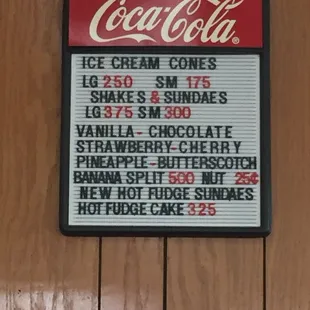 Coca-Cola®
ICE CREAM CONES
LG 250 SM 175
SHAKES & SUNDAES
LG 375 SM 300
VANILLA - CHOCOLATE
STRAWBERRY-CHERRY
PINEAPPLE-BUTTERSCOTCH
BANANA SPLIT 500 NUT 25¢
NEW HOT FUDGE SUNDAES
HOT FUDGE CAKE 325